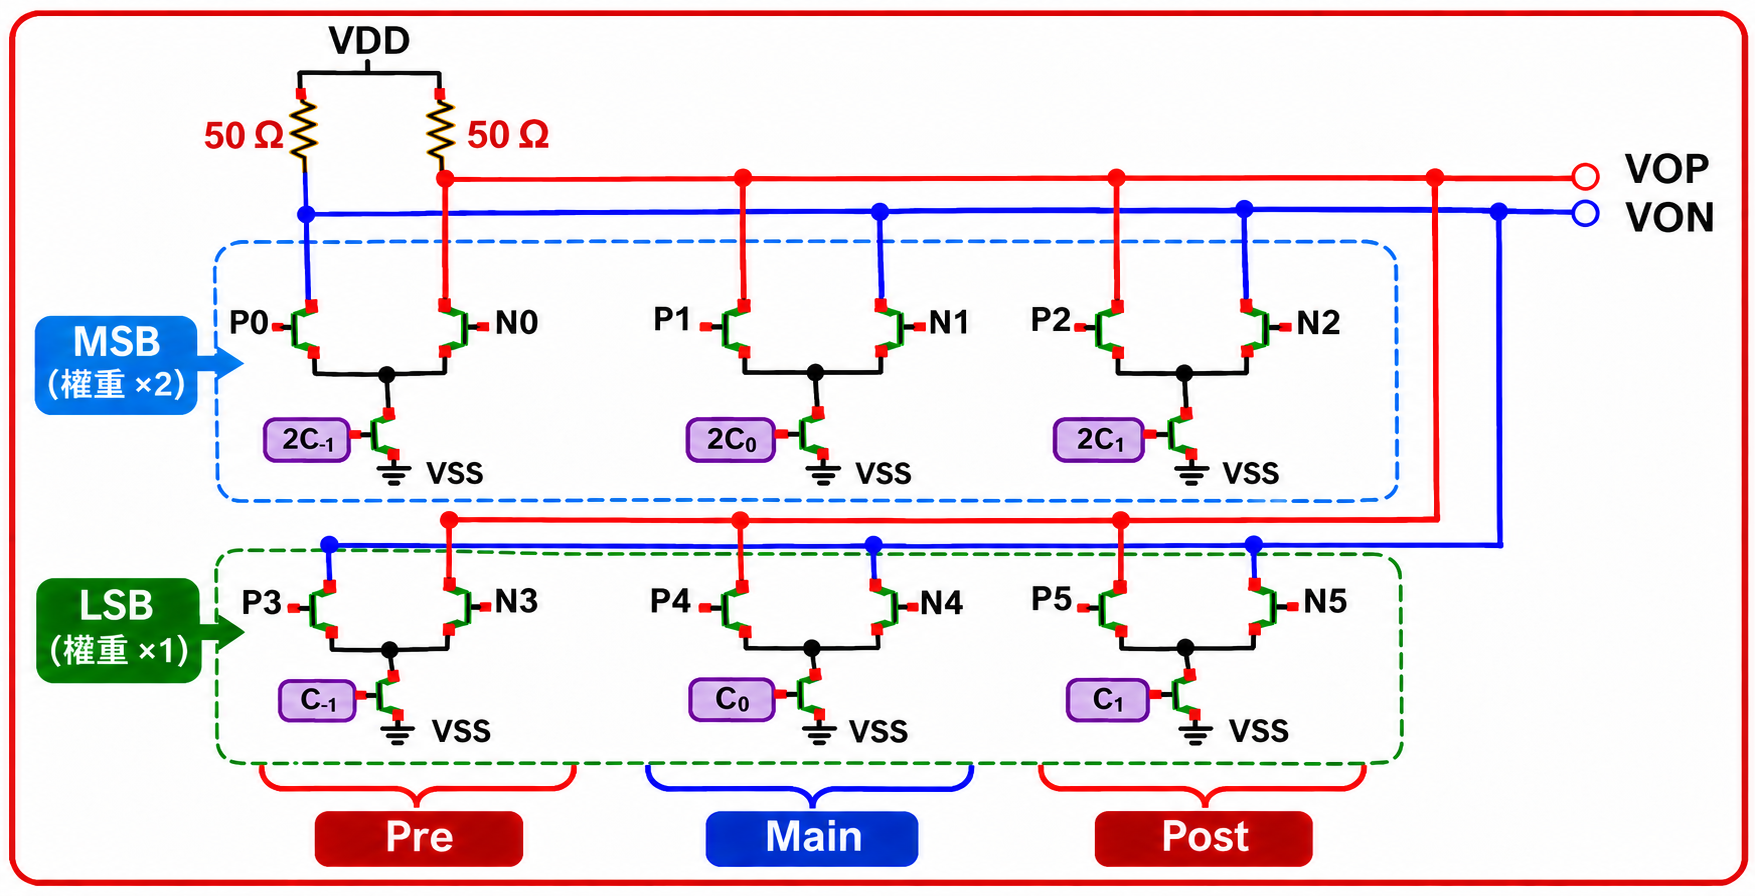 VDD
50 Ω
50 Ω
VOP
VON
MSB
(權重 ×2)
P0
N0
P1
N1
P2
N2
2C-1
2C0
2C1
VSS
VSS
VSS
LSB
(權重 ×1)
P3
N3
P4
N4
P5
N5
C-1
C0
C1
VSS
VSS
VSS
Pre
Main
Post